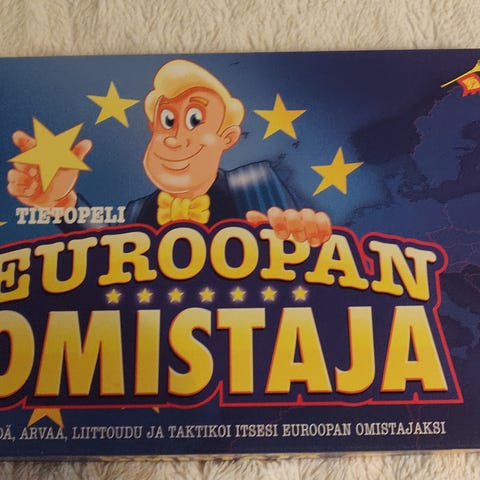 TIETOPELI
EUROOPAN
OMISTAJA
ARVAA, LIITTOUDU JA TAKTIKOI ITSESI EUROOPAN OMISTAJAKSI